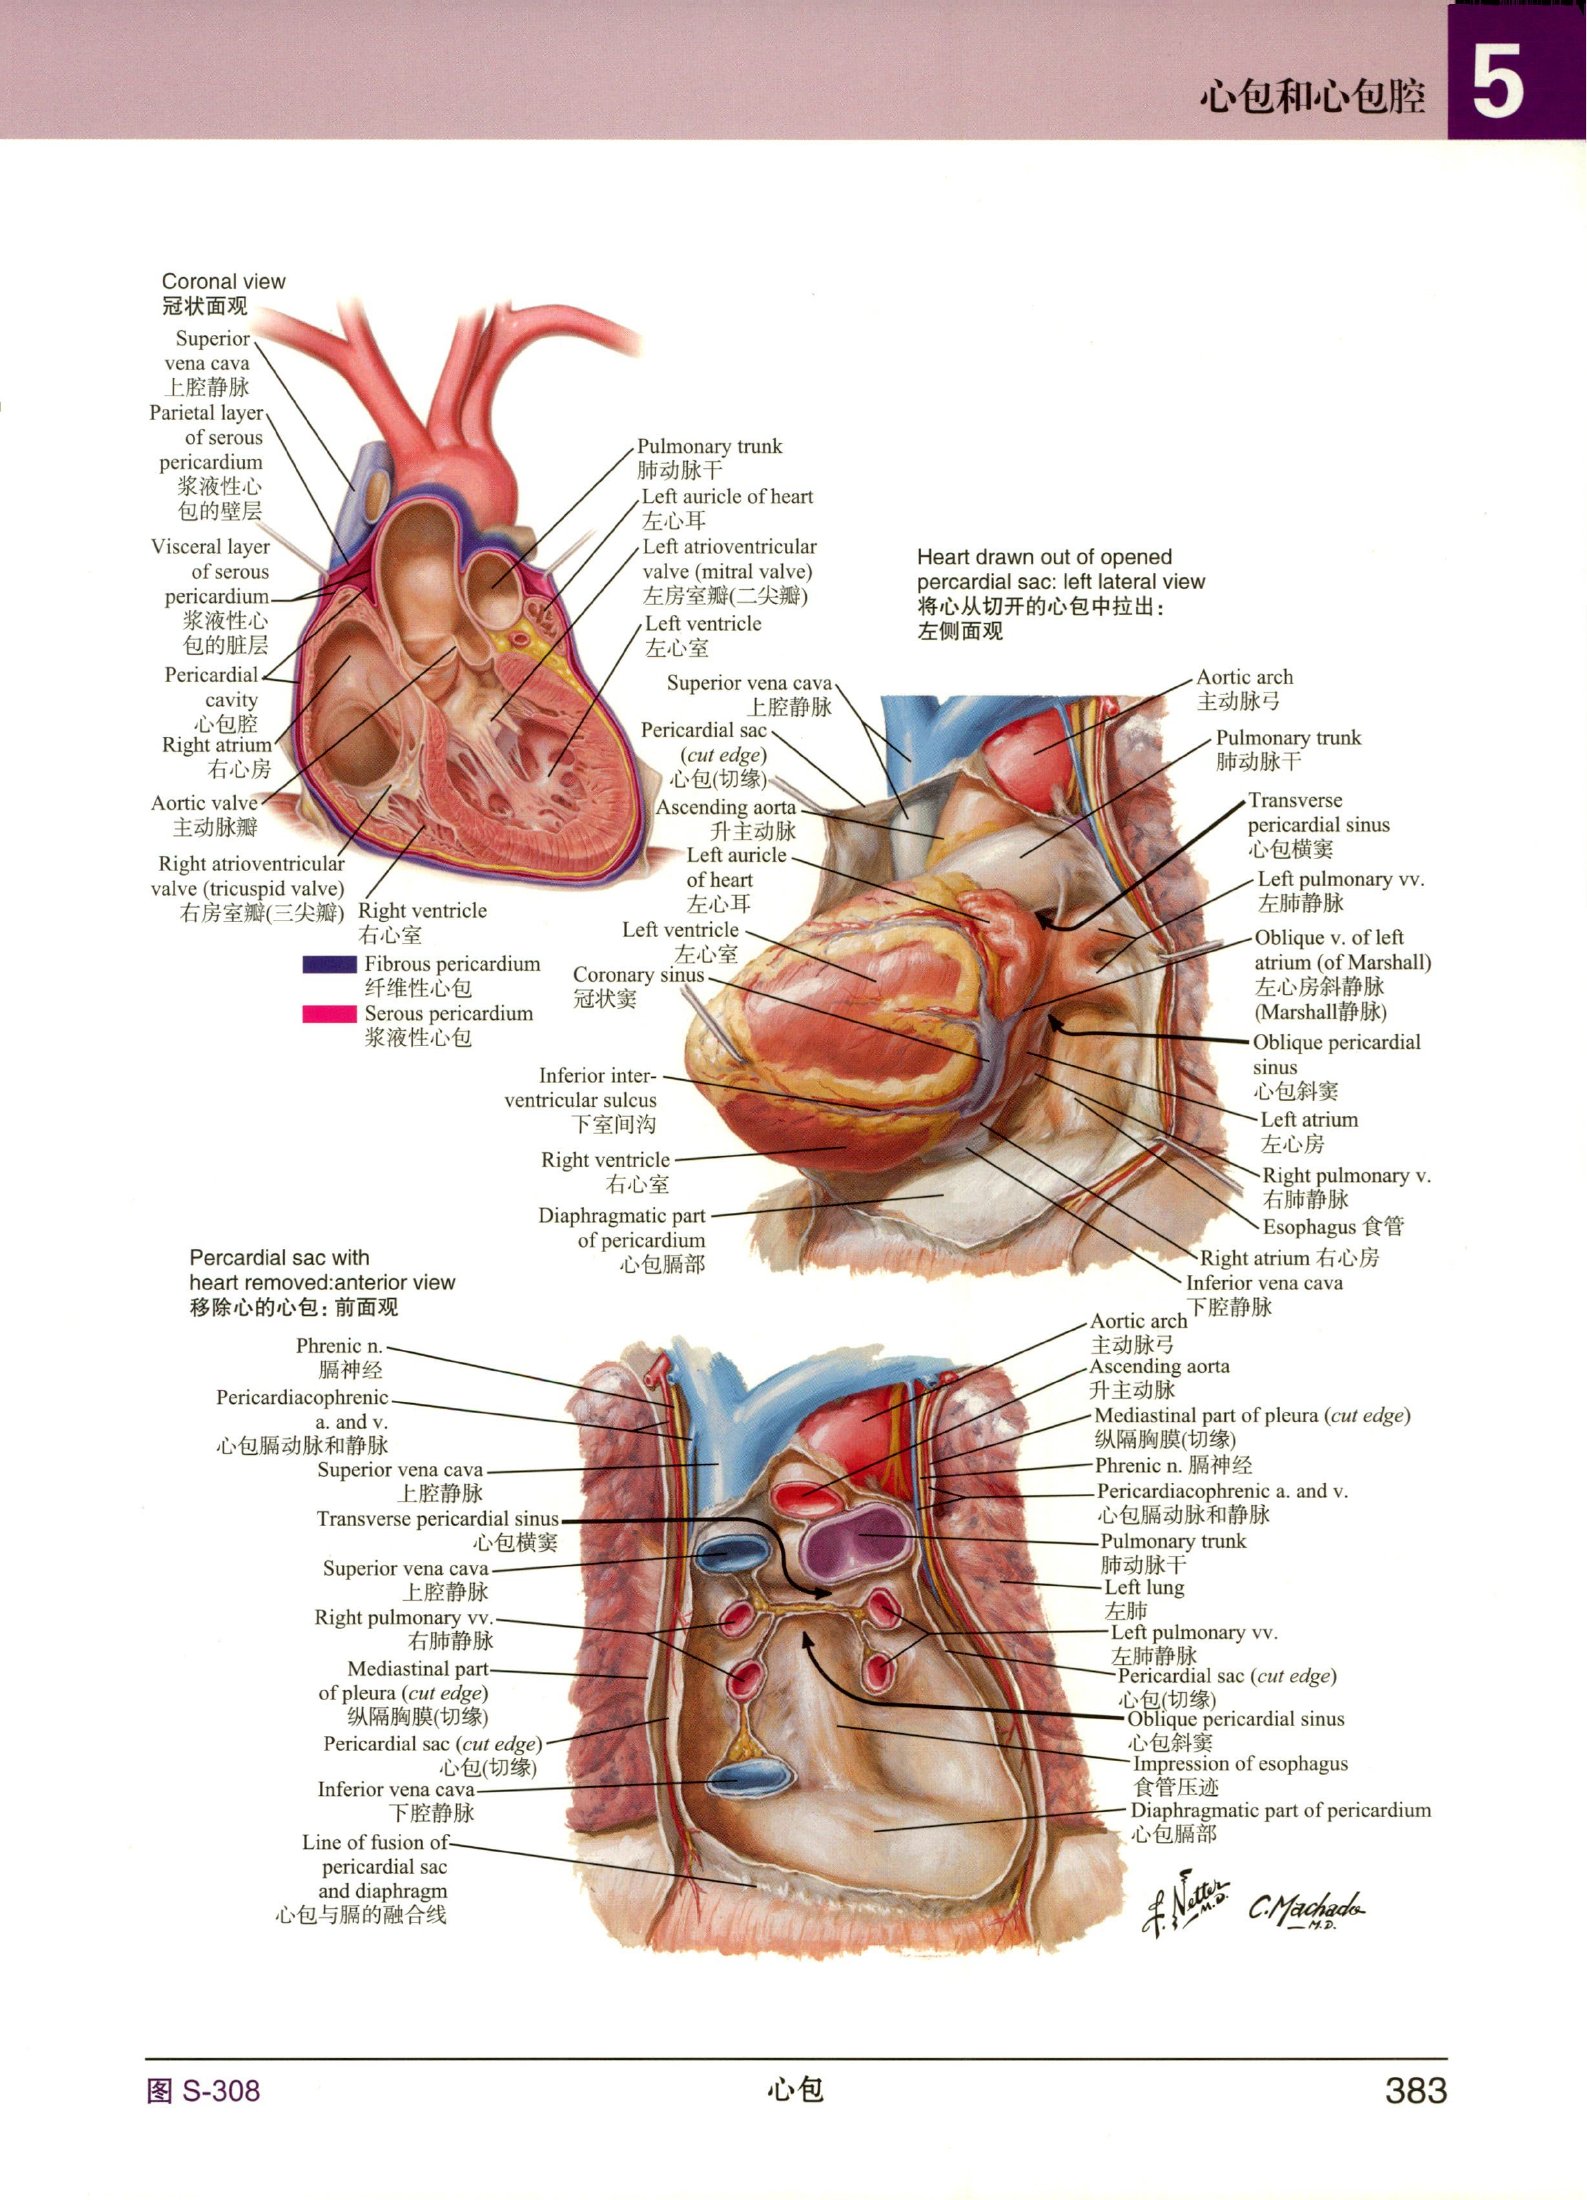 心包和心包腔
5
Coronal view
冠状面观
Superior
vena cava
上腔静脉
Parietal layer
of serous
pericardium
浆液性心
包的壁层
Visceral layer
of serous
pericardium
浆液性心
包的脏层
Pericardial
cavity
心包腔
Right atrium
右心房
Aortic valve
主动脉瓣
Right atrioventricular
valve (tricuspid valve)
右房室瓣(三尖瓣)
Right ventricle
右心室
Pulmonary trunk
肺动脉干
Left auricle of heart
左心耳
Left atrioventricular
valve (mitral valve)
左房室瓣(二尖瓣)
Left ventricle
左心室
Fibrous pericardium
纤维性心包
Serous pericardium
浆液性心包
Heart drawn out of opened
percardial sac: left lateral view
将心从切开的心包中拉出:
左侧面观
Superior vena cava
上腔静脉
Pericardial sac
(cut edge)
心包(切缘)
Ascending aorta
升主动脉
Left auricle
of heart
左心耳
Left ventricle
左心室
Coronary sinus
冠状窦
Inferior inter-
ventricular sulcus
下室间沟
Right ventricle
右心室
Diaphragmatic part
of pericardium
心包膈部
Aortic arch
主动脉弓
Pulmonary trunk
肺动脉干
Transverse
pericardial sinus
心包横窦
Left pulmonary vv.
左肺静脉
Oblique v. of left
atrium (of Marshall)
左心房斜静脉
(Marshall静脉)
Oblique pericardial
sinus
心包斜窦
Left atrium
左心房
Right pulmonary v.
右肺静脉
Esophagus 食管
Right atrium 右心房
Inferior vena cava
下腔静脉
Percardial sac with
heart removed:anterior view
移除心的心包: 前面观
Phrenic n.
膈神经
Pericardiacophrenic
a. and v.
心包膈动脉和静脉
Superior vena cava
上腔静脉
Transverse pericardial sinus
心包横窦
Superior vena cava
上腔静脉
Right pulmonary vv.
右肺静脉
Mediastinal part
of pleura (cut edge)
纵隔胸膜(切缘)
Pericardial sac (cut edge)
心包(切缘)
Inferior vena cava
下腔静脉
Line of fusion of
pericardial sac
and diaphragm
心包与膈的融合线
Aortic arch
主动脉弓
Ascending aorta
升主动脉
Mediastinal part of pleura (cut edge)
纵隔胸膜(切缘)
Phrenic n. 膈神经
Pericardiacophrenic a. and v.
心包膈动脉和静脉
Pulmonary trunk
肺动脉干
Left lung
左肺
Left pulmonary vv.
左肺静脉
Pericardial sac (cut edge)
心包(切缘)
Oblique pericardial sinus
心包斜窦
Impression of esophagus
食管压迹
Diaphragmatic part of pericardium
心包膈部
F. Netter
M.D.
C.Machado
M.D.
图 S-308
心包
383